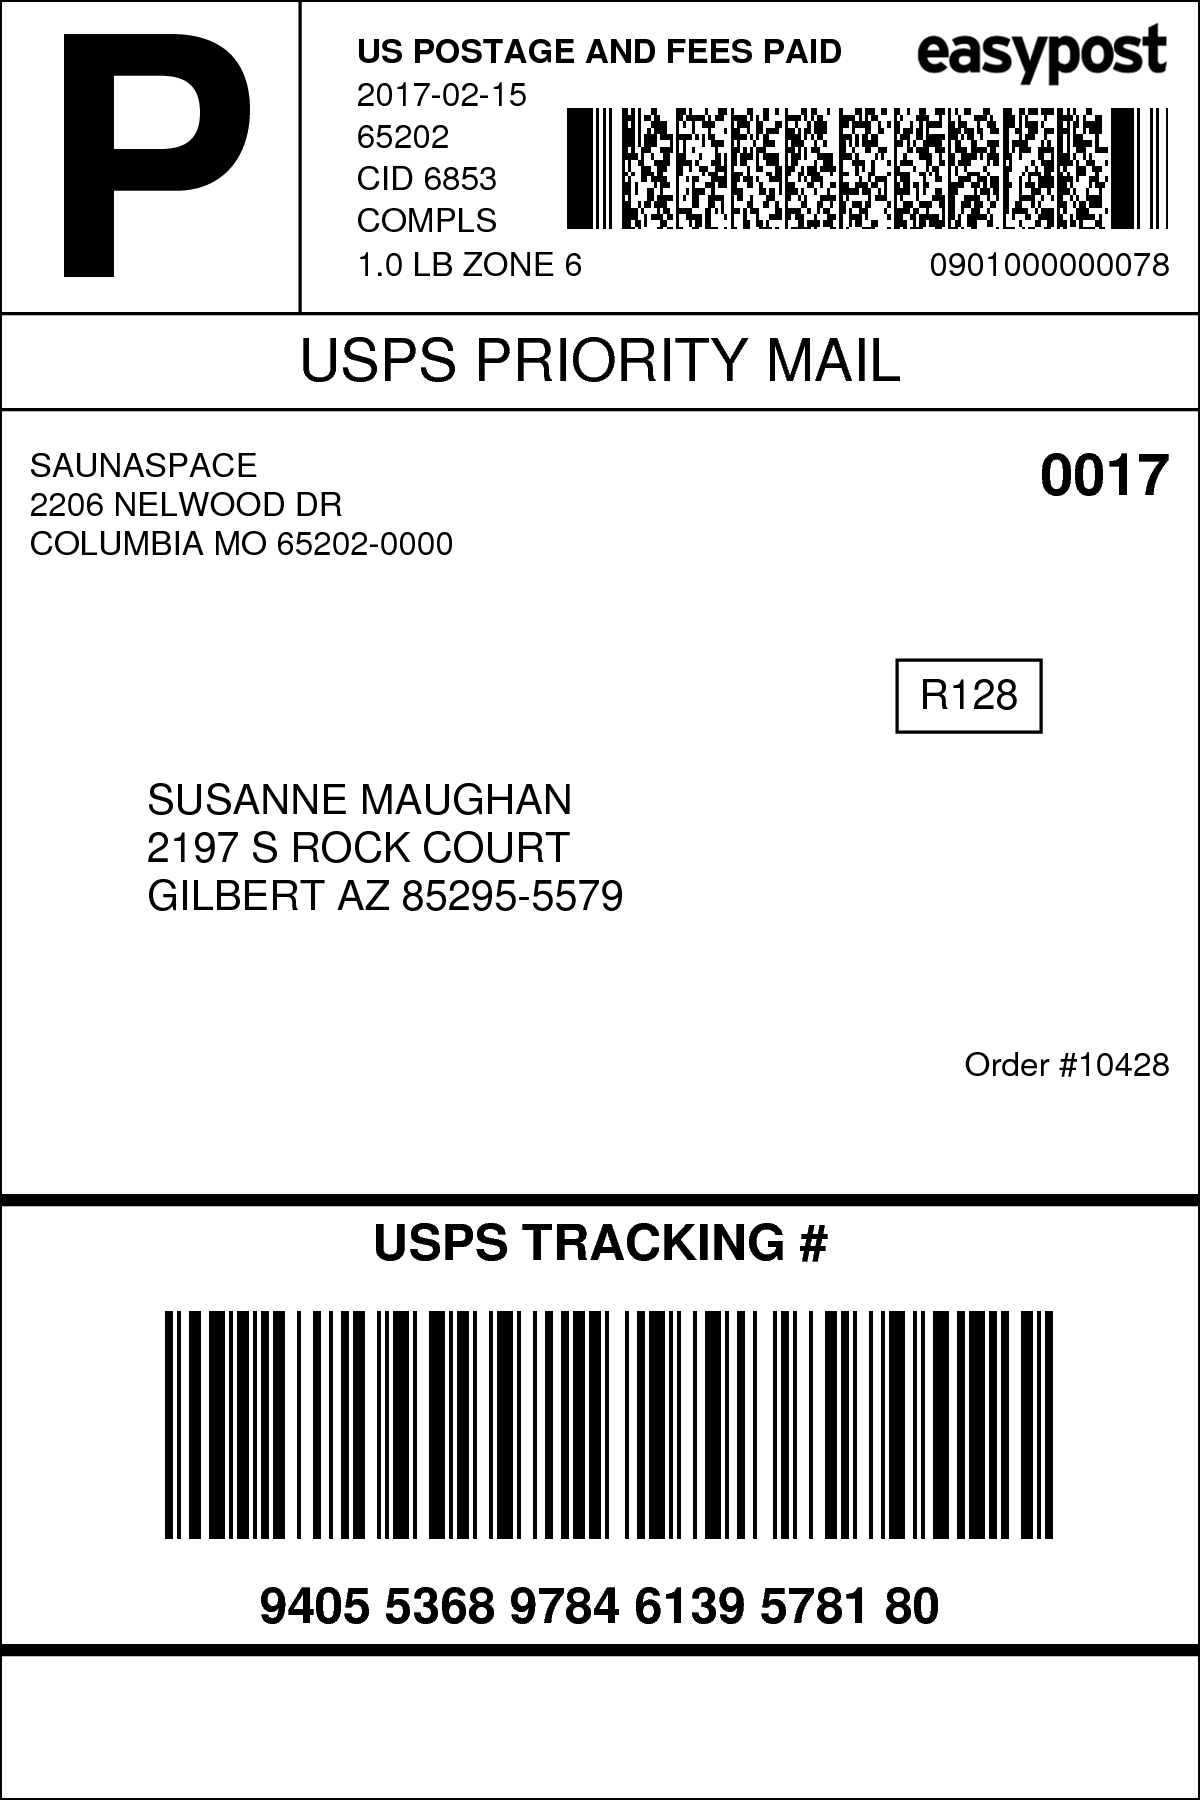 P
US POSTAGE AND FEES PAID
easypost
2017-02-15
65202
CID 6853
COMPLS
1.0 LB ZONE 6
0901000000078
USPS PRIORITY MAIL
SAUNASPACE
2206 NELWOOD DR
COLUMBIA MO 65202-0000
0017
R128
SUSANNE MAUGHAN
2197 S ROCK COURT
GILBERT AZ 85295-5579
Order #10428
USPS TRACKING #
9405 5368 9784 6139 5781 80